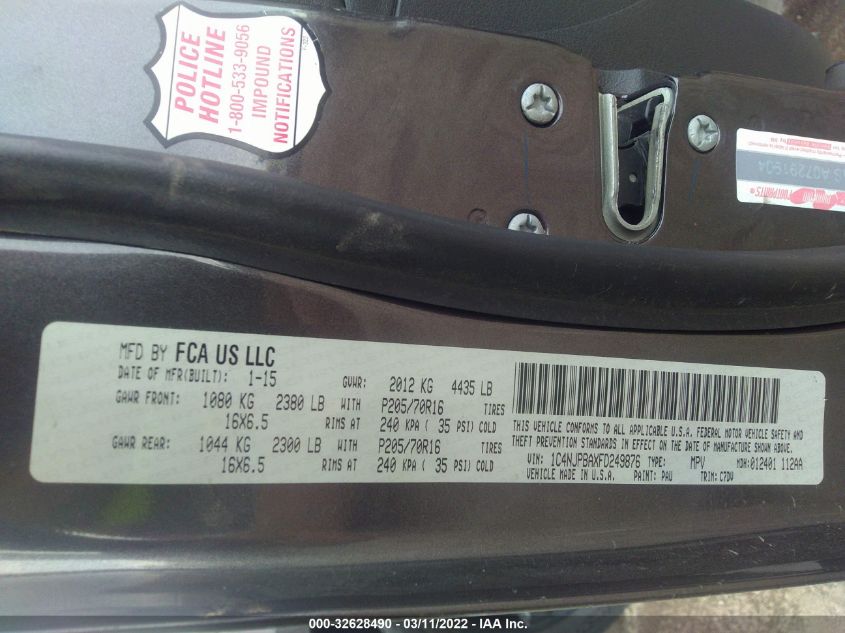 POLICE
HOTLINE
1-800-533-9056
IMPOUND
NOTIFICATIONS
MFD BY FCA US LLC
DATE OF MFR(BUILT): 1-15 GVWR: 2012 KG 4435 LB
GAWR FRONT: 1080 KG 2380 LB WITH P205/70R16 TIRES
16X6.5 RIMS AT 240 KPA ( 35 PSI) COLD
GAWR REAR: 1044 KG 2300 LB WITH P205/70R16 TIRES
16X6.5 RIMS AT 240 KPA ( 35 PSI) COLD
THIS VEHICLE CONFORMS TO ALL APPLICABLE U.S.A. FEDERAL MOTOR VEHICLE SAFETY AND
THEFT PREVENTION STANDARDS IN EFFECT ON THE DATE OF MANUFACTURE SHOWN ABOVE
VIN: 1C4NJPBAXFD249876 TYPE: MPV MDH:012401 112AA
VEHICLE MADE IN U.S.A. PAINT: PAU TRIM: C7DV
000-32628490 - 03/11/2022 - IAA Inc.